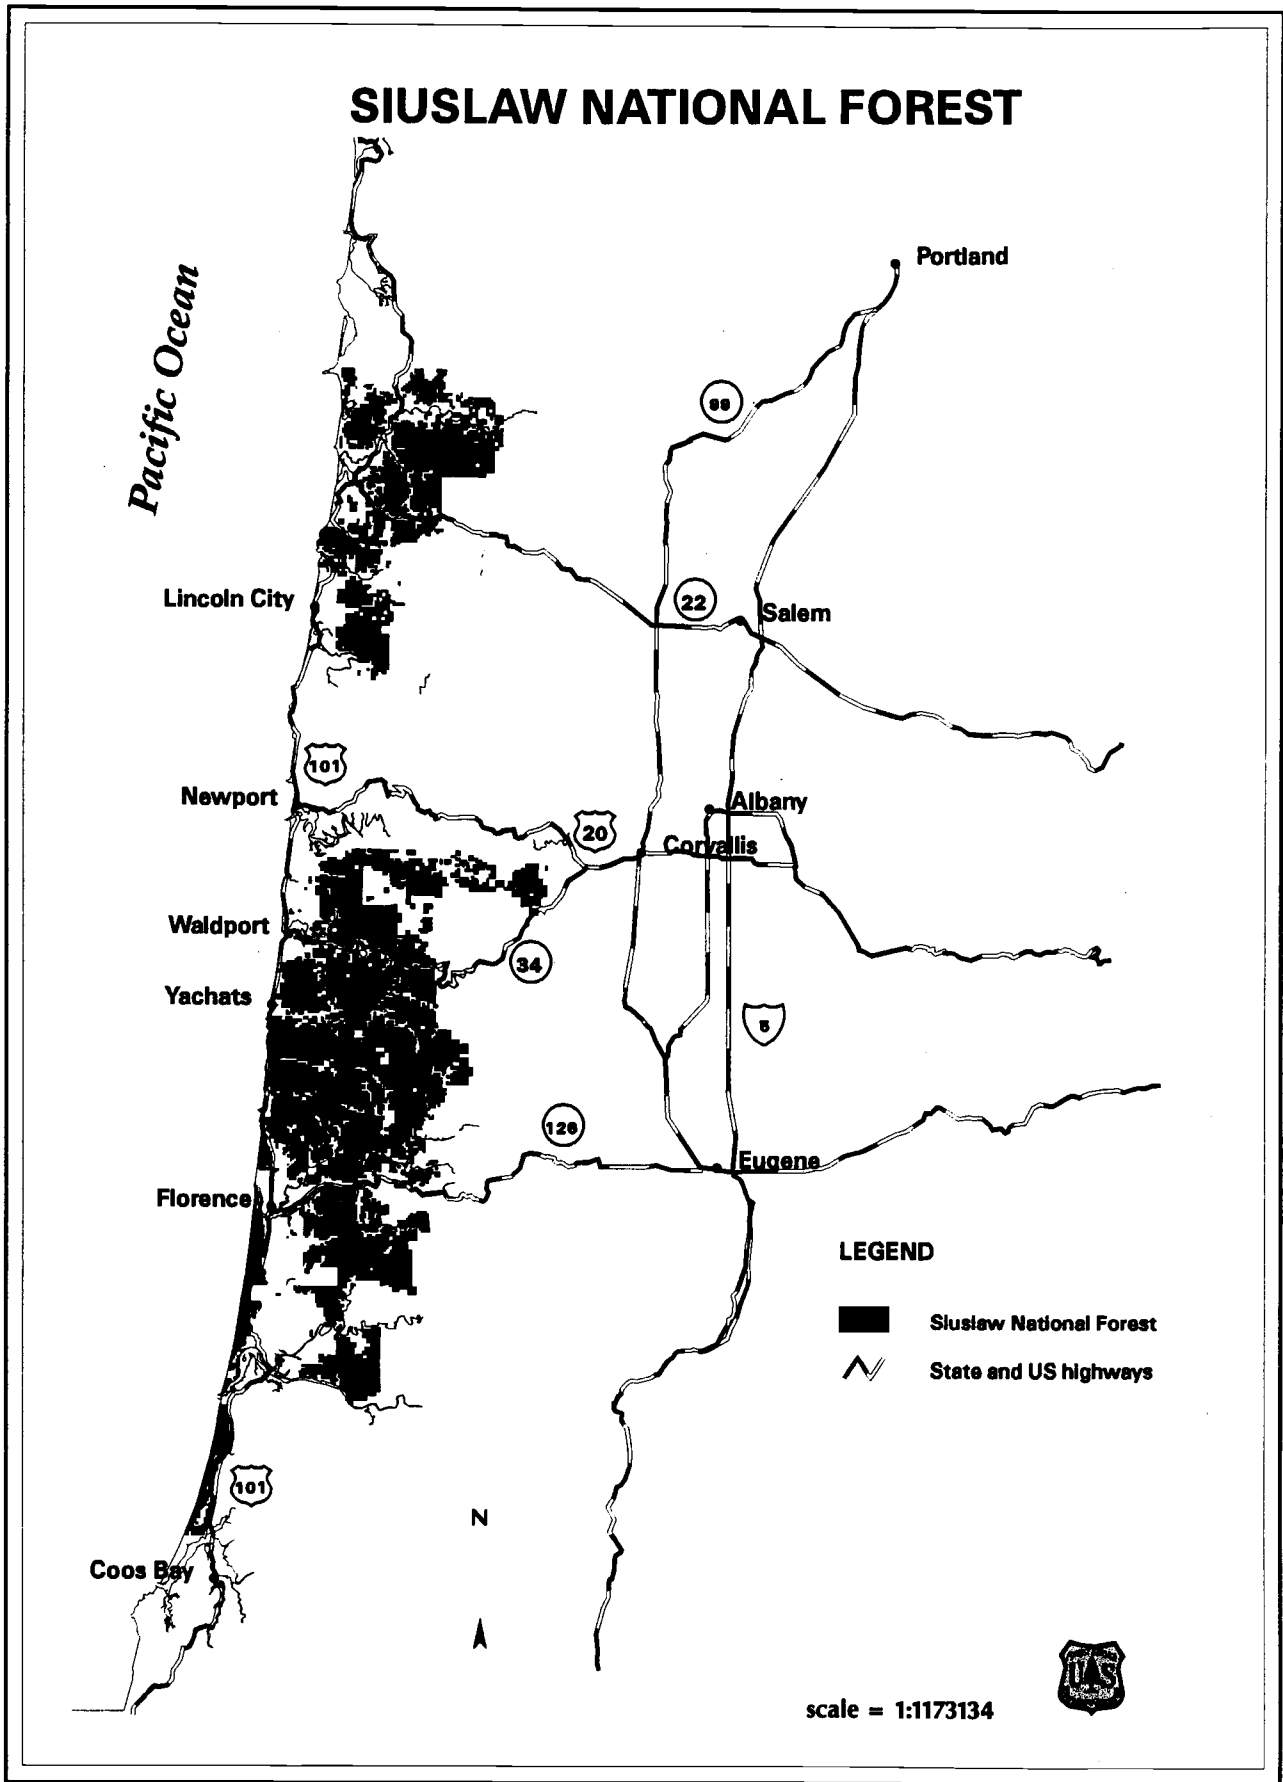 SIUSLAW NATIONAL FOREST
Portland
Pacific Ocean
99
Lincoln City
22
Salem
101
Newport
Albany
20
Corvallis
Waldport
34
Yachats
5
126
Eugene
Florence
LEGEND
Siuslaw National Forest
State and US highways
101
N
Coos Bay
US
scale = 1:1173134